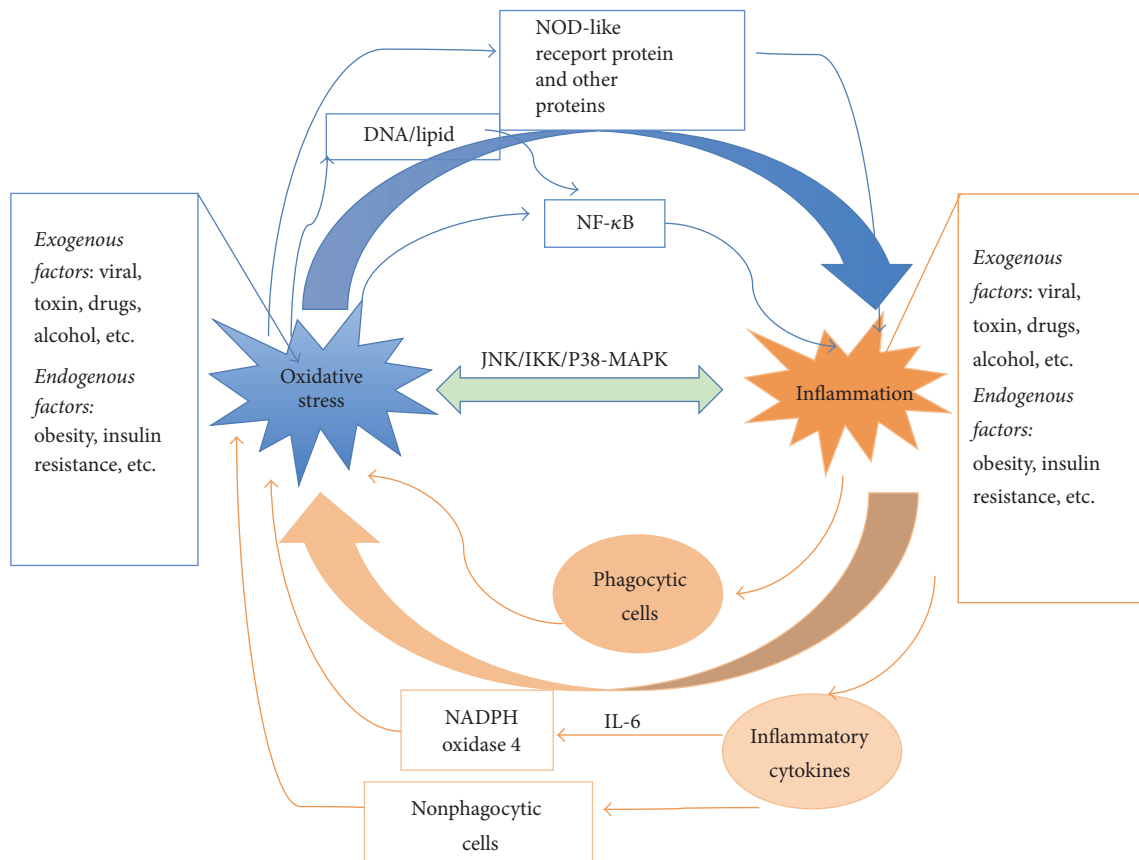 NOD-like
receport protein
and other
proteins
DNA/lipid
NF-κB
Exogenous
factors: viral,
toxin, drugs,
alcohol, etc.
Endogenous
factors:
obesity, insulin
resistance, etc.
Oxidative
stress
JNK/IKK/P38-MAPK
Inflammation
Exogenous
factors: viral,
toxin, drugs,
alcohol, etc.
Endogenous
factors:
obesity, insulin
resistance, etc.
Phagocytic
cells
NADPH
oxidase 4
IL-6
Inflammatory
cytokines
Nonphagocytic
cells